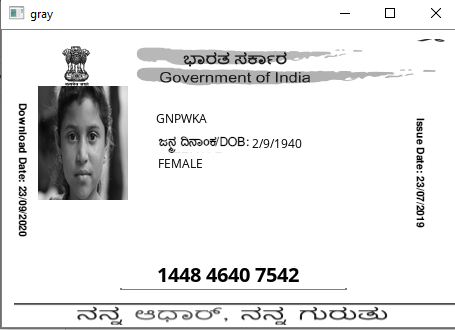 gray
ಭಾರತ ಸರ್ಕಾರ
Government of India
GNPWKA
ಜನ್ಮ ದಿನಾಂಕ/DOB: 2/9/1940
FEMALE
Download Date: 23/09/2020
Issue Date: 23/07/2019
1448 4640 7542
ನನ್ನ ಆಧಾರ್, ನನ್ನ ಗುರುತು